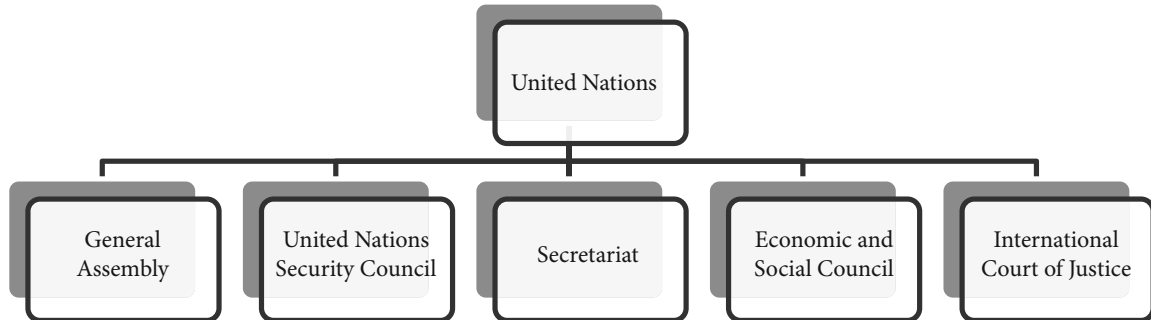 United Nations
General
Assembly
United Nations
Security Council
Secretariat
Economic and
Social Council
International
Court of Justice